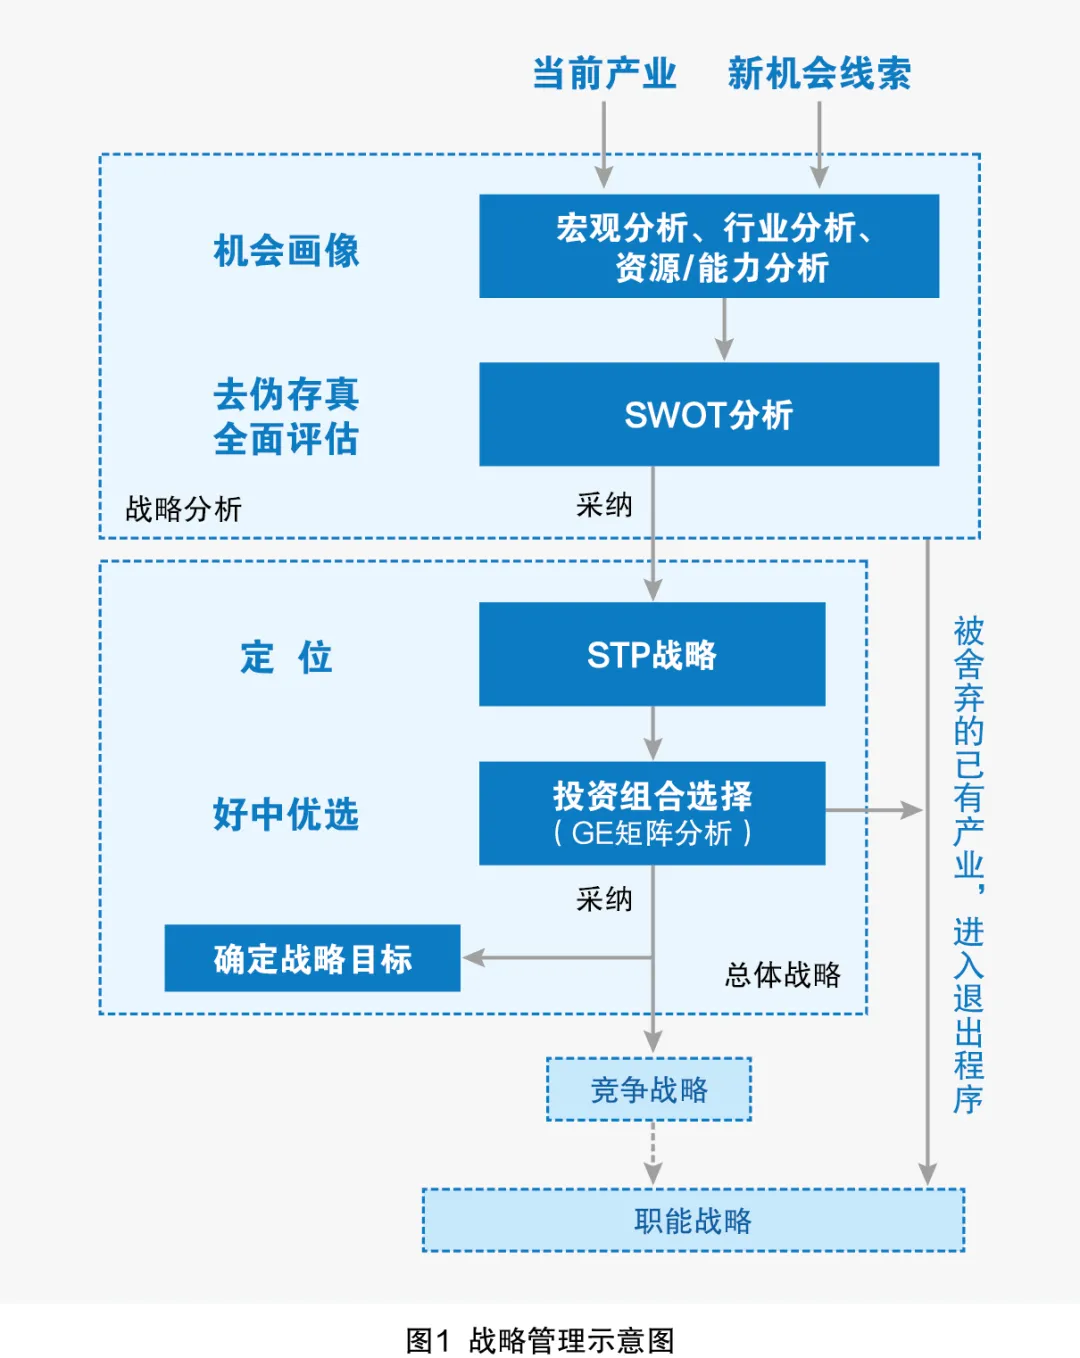 当前产业
新机会线索
机会画像
宏观分析、行业分析、
资源/能力分析
去伪存真
全面评估
SWOT分析
战略分析
采纳
定 位
STP战略
好中优选
投资组合选择
（GE矩阵分析）
采纳
确定战略目标
总体战略
被舍弃的已有产业，进入退出程序
竞争战略
职能战略
图1 战略管理示意图